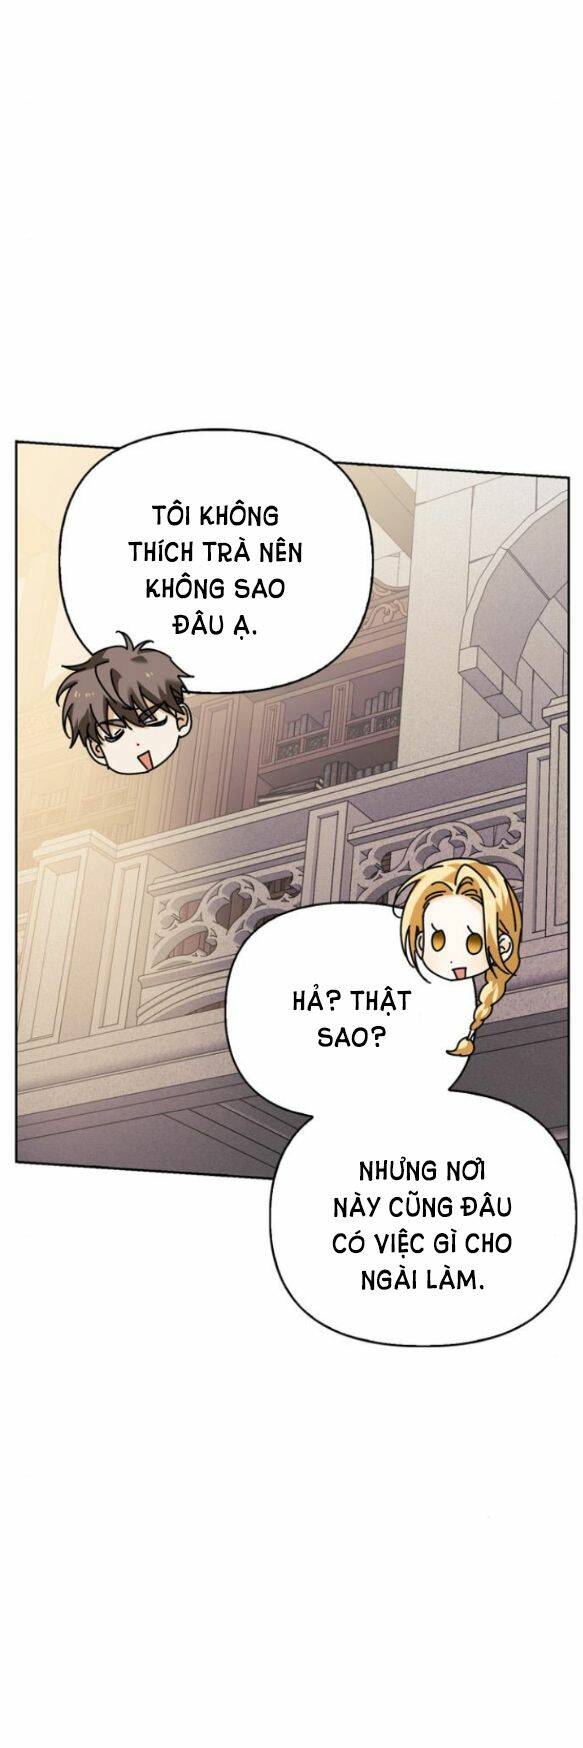 TÔI KHÔNG
THÍCH TRÀ NÊN
KHÔNG SAO
ĐÂU Ạ.
HẢ? THẬT
SAO?
NHƯNG NƠI
NÀY CŨNG ĐÂU
CÓ VIỆC GÌ CHO
NGÀI LÀM.